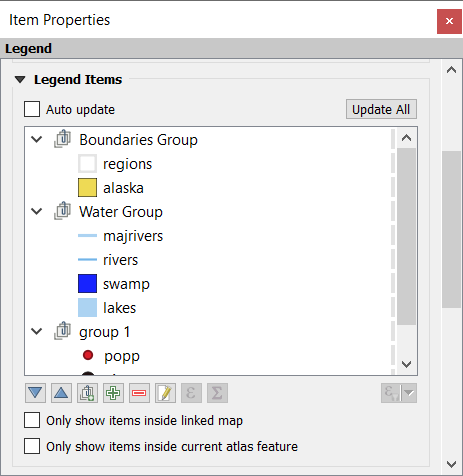 Item Properties
Legend
Legend Items
Auto update
Update All
Boundaries Group
regions
alaska
Water Group
majrivers
rivers
swamp
lakes
group 1
popp
ε
Σ
ε
Only show items inside linked map
Only show items inside current atlas feature